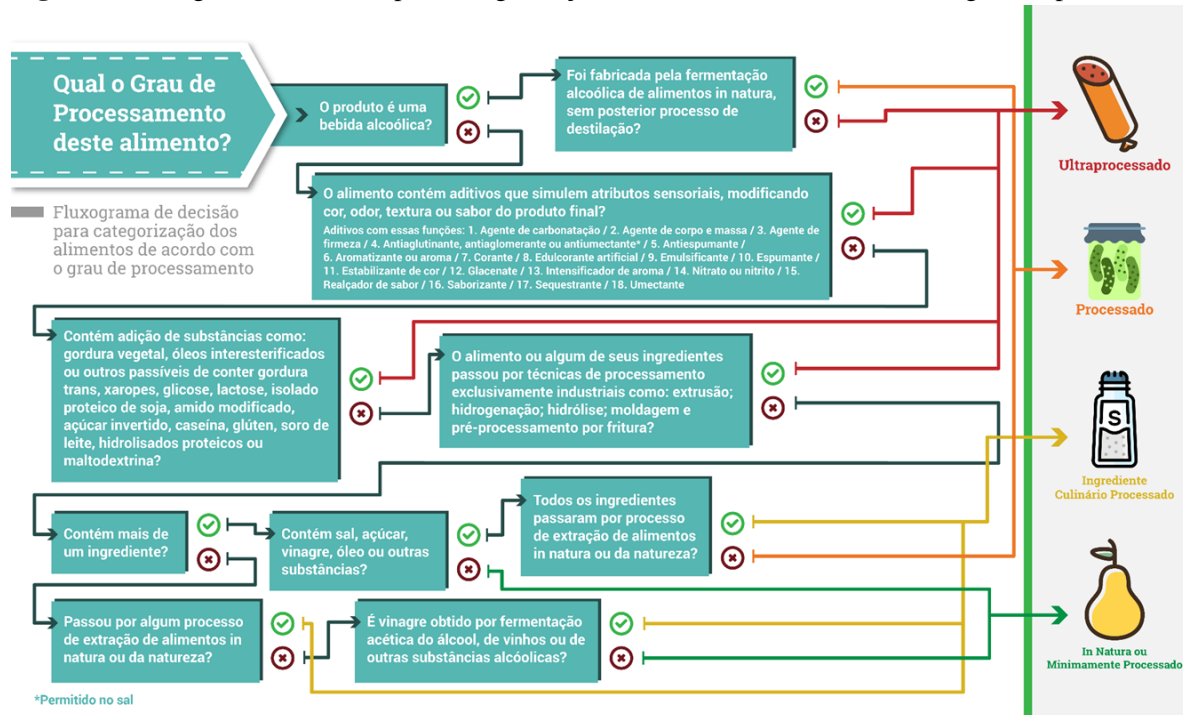 Qual o Grau de
Processamento
deste alimento?
Fluxograma de decisão
para categorização dos
alimentos de acordo com
o grau de processamento
O produto é uma
bebida alcoólica?
Foi fabricada pela fermentação
alcoólica de alimentos in natura,
sem posterior processo de
destilação?
O alimento contém aditivos que simulem atributos sensoriais, modificando
cor, odor, textura ou sabor do produto final?
Aditivos com essas funções: 1. Agente de carbonatação / 2. Agente de corpo e massa / 3. Agente de
firmeza / 4. Antiaglutinante, antiaglomerante ou antiumectante* / 5. Antiespumante /
6. Aromatizante ou aroma / 7. Corante / 8. Edulcorante artificial / 9. Emulsificante / 10. Espumante /
11. Estabilizante de cor / 12. Glacenate / 13. Intensificador de aroma / 14. Nitrato ou nitrito / 15.
Realçador de sabor / 16. Saborizante / 17. Sequestrante / 18. Umectante
Contém adição de substâncias como:
gordura vegetal, óleos interesterificados
ou outros passíveis de conter gordura
trans, xaropes, glicose, lactose, isolado
proteico de soja, amido modificado,
açúcar invertido, caseína, glúten, soro de
leite, hidrolisados proteicos ou
maltodextrina?
O alimento ou algum de seus ingredientes
passou por técnicas de processamento
exclusivamente industriais como: extrusão;
hidrogenação; hidrólise; moldagem e
pré-processamento por fritura?
Contém mais de
um ingrediente?
Contém sal, açúcar,
vinagre, óleo ou outras
substâncias?
Todos os ingredientes
passaram por processo
de extração de alimentos
in natura ou da natureza?
Passou por algum processo
de extração de alimentos in
natura ou da natureza?
É vinagre obtido por fermentação
acética do álcool, de vinhos ou de
outras substâncias alcóolicas?
*Permitido no sal
Ultraprocessado
Processado
S
Ingrediente
Culinário Processado
In Natura ou
Minimamente Processado